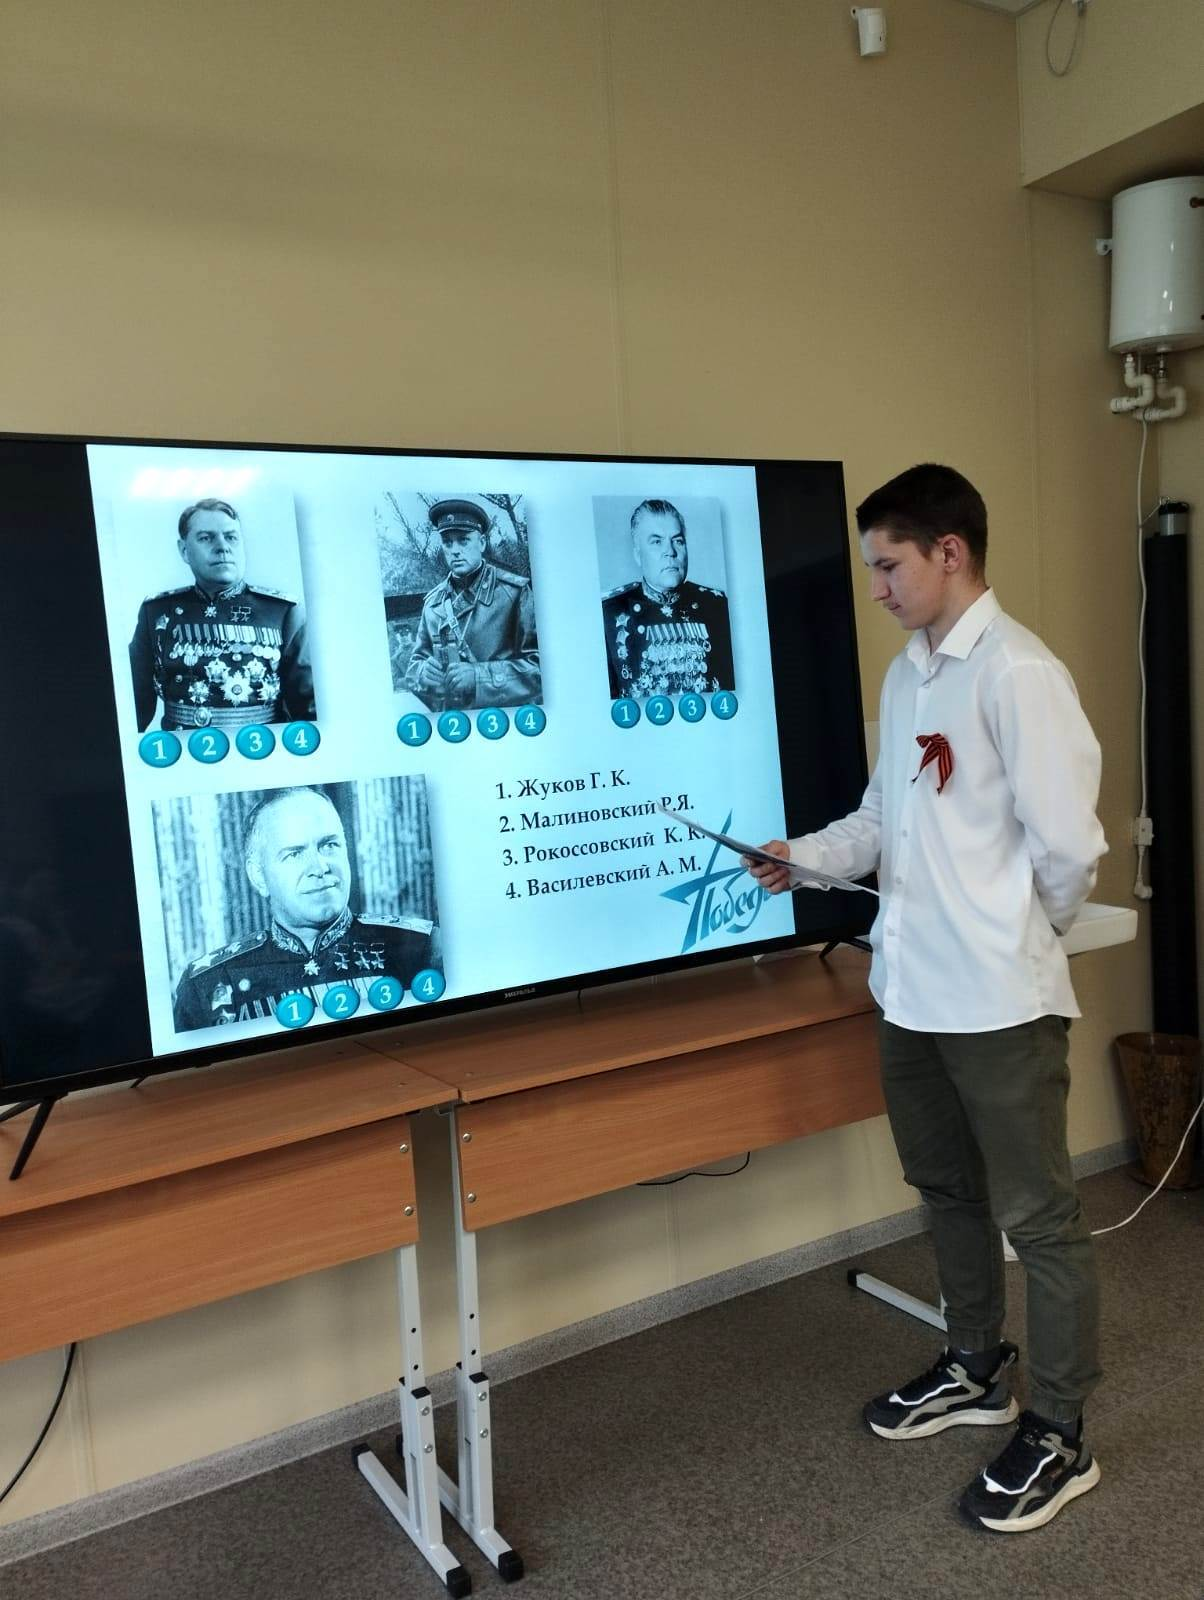 1 2 3 4
1 2 3 4
1 2 3 4
1. Жуков Г. К.
2. Малиновский Р.Я.
3. Рокоссовский К. К.
4. Василевский А. М.
Победа
1 2 3 4